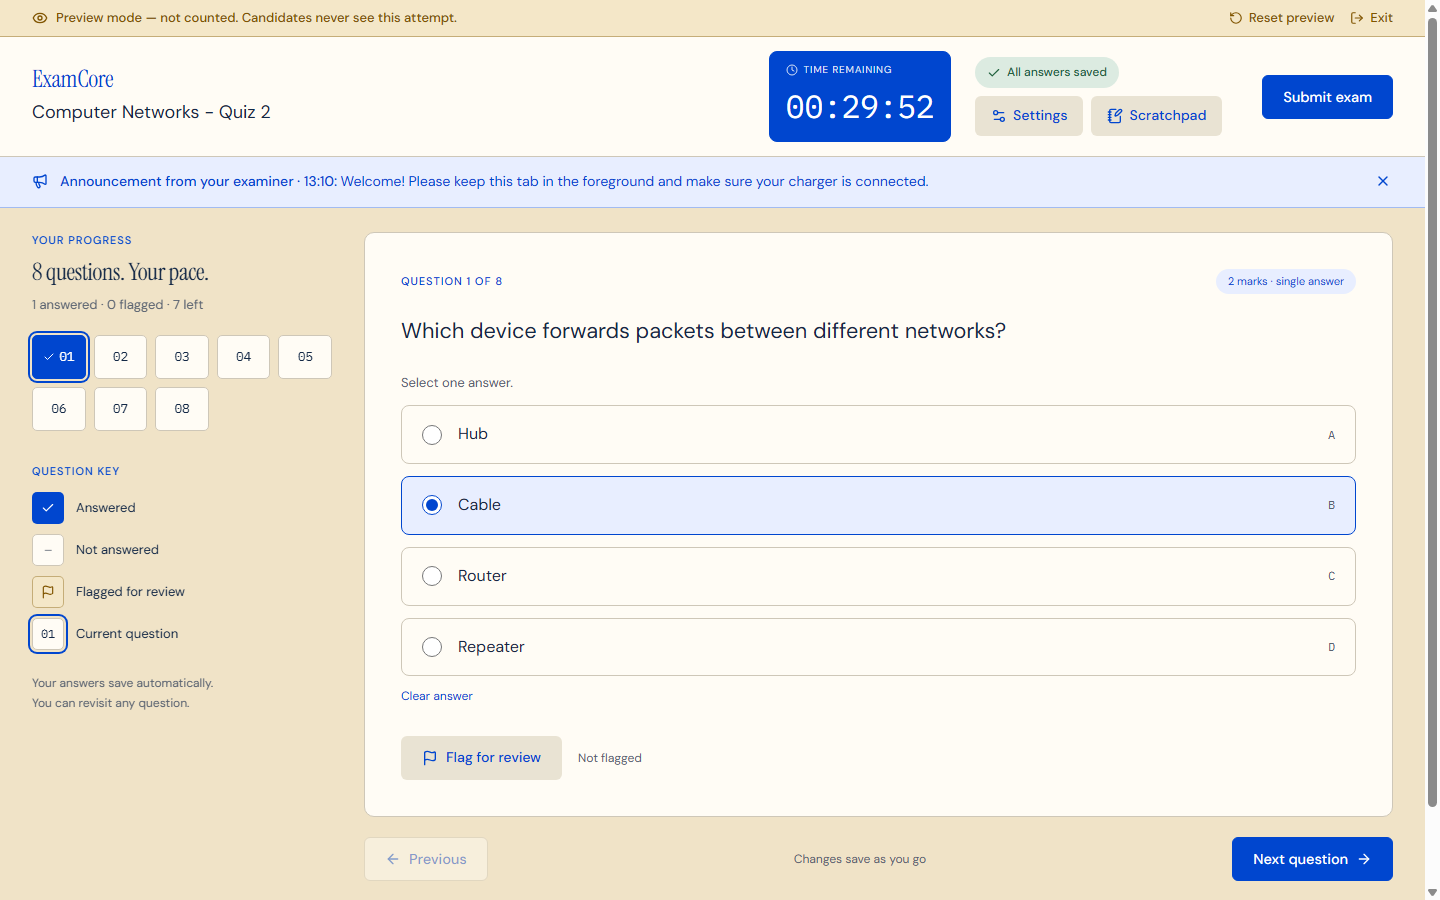 Preview mode — not counted. Candidates never see this attempt.
Reset preview
Exit
ExamCore
Computer Networks - Quiz 2
TIME REMAINING
00:29:52
All answers saved
Settings
Scratchpad
Submit exam
Announcement from your examiner · 13:10: Welcome! Please keep this tab in the foreground and make sure your charger is connected.
YOUR PROGRESS
8 questions. Your pace.
1 answered · 0 flagged · 7 left
01 02 03 04 05
06 07 08
QUESTION KEY
Answered
– Not answered
Flagged for review
01 Current question
Your answers save automatically.
You can revisit any question.
QUESTION 1 OF 8
2 marks · single answer
Which device forwards packets between different networks?
Select one answer.
Hub A
Cable B
Router C
Repeater D
Clear answer
Flag for review
Not flagged
Previous
Changes save as you go
Next question